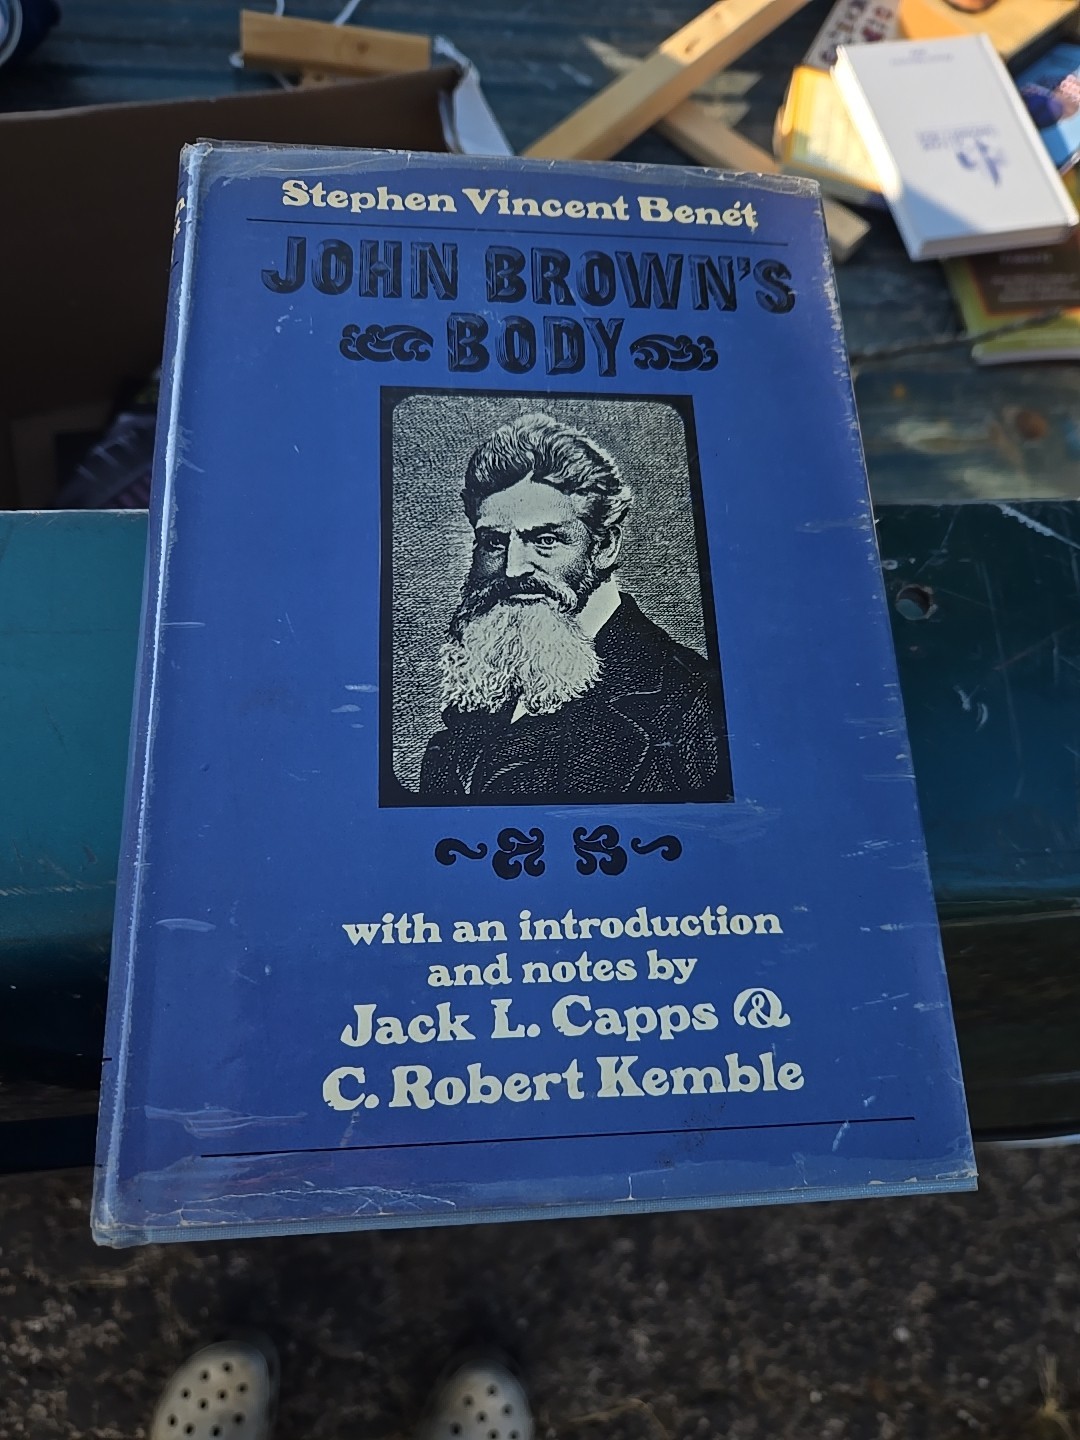 Stephen Vincent Benét
JOHN BROWN'S
BODY
with an introduction
and notes by
Jack L. Capps &
C. Robert Kemble